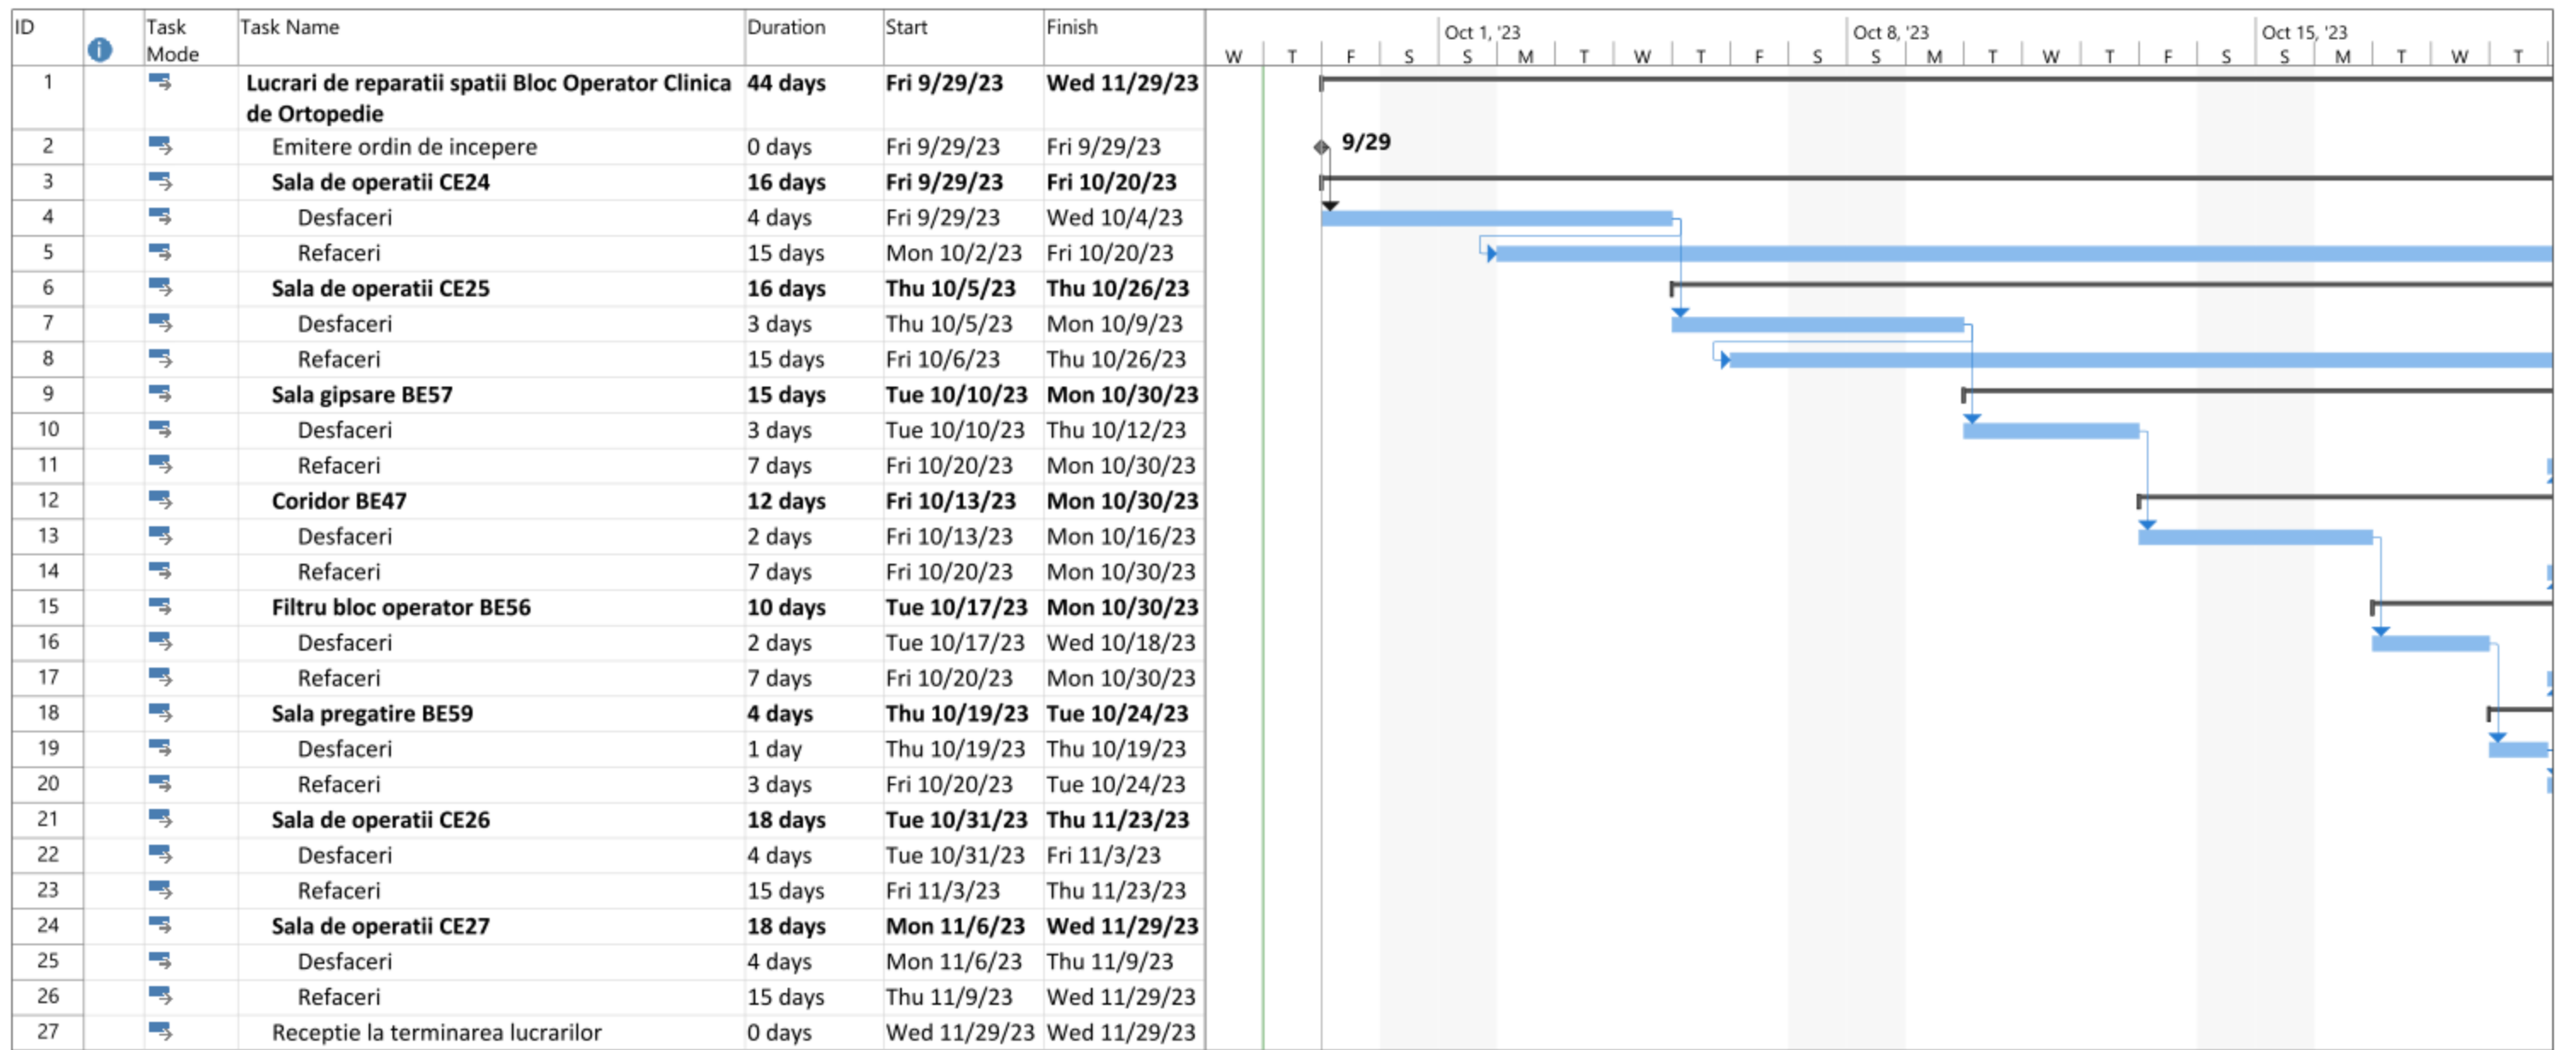 ID Task Mode Task Name Duration Start Finish
Oct 1, '23 Oct 8, '23 Oct 15, '23
W T F S S M T W T F S S M T W T F S S M T W T
1 Lucrari de reparatii spatii Bloc Operator Clinica de Ortopedie 44 days Fri 9/29/23 Wed 11/29/23
2 Emitere ordin de incepere 0 days Fri 9/29/23 Fri 9/29/23 9/29
3 Sala de operatii CE24 16 days Fri 9/29/23 Fri 10/20/23
4 Desfaceri 4 days Fri 9/29/23 Wed 10/4/23
5 Refaceri 15 days Mon 10/2/23 Fri 10/20/23
6 Sala de operatii CE25 16 days Thu 10/5/23 Thu 10/26/23
7 Desfaceri 3 days Thu 10/5/23 Mon 10/9/23
8 Refaceri 15 days Fri 10/6/23 Thu 10/26/23
9 Sala gipsare BE57 15 days Tue 10/10/23 Mon 10/30/23
10 Desfaceri 3 days Tue 10/10/23 Thu 10/12/23
11 Refaceri 7 days Fri 10/20/23 Mon 10/30/23
12 Coridor BE47 12 days Fri 10/13/23 Mon 10/30/23
13 Desfaceri 2 days Fri 10/13/23 Mon 10/16/23
14 Refaceri 7 days Fri 10/20/23 Mon 10/30/23
15 Filtru bloc operator BE56 10 days Tue 10/17/23 Mon 10/30/23
16 Desfaceri 2 days Tue 10/17/23 Wed 10/18/23
17 Refaceri 7 days Fri 10/20/23 Mon 10/30/23
18 Sala pregatire BE59 4 days Thu 10/19/23 Tue 10/24/23
19 Desfaceri 1 day Thu 10/19/23 Thu 10/19/23
20 Refaceri 3 days Fri 10/20/23 Tue 10/24/23
21 Sala de operatii CE26 18 days Tue 10/31/23 Thu 11/23/23
22 Desfaceri 4 days Tue 10/31/23 Fri 11/3/23
23 Refaceri 15 days Fri 11/3/23 Thu 11/23/23
24 Sala de operatii CE27 18 days Mon 11/6/23 Wed 11/29/23
25 Desfaceri 4 days Mon 11/6/23 Thu 11/9/23
26 Refaceri 15 days Thu 11/9/23 Wed 11/29/23
27 Receptie la terminarea lucrarilor 0 days Wed 11/29/23 Wed 11/29/23